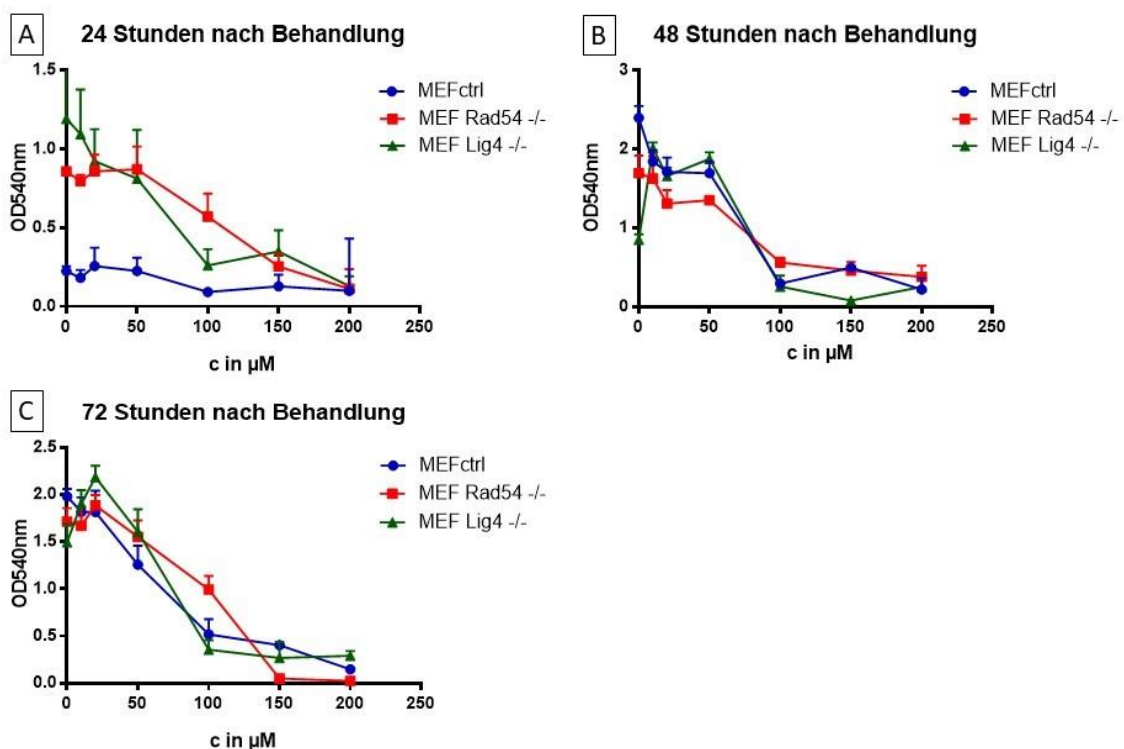 A
24 Stunden nach Behandlung
1.5
1.0
0.5
0.0
OD540nm
0 50 100 150 200 250
c in µM
MEFctrl
MEF Rad54 -/-
MEF Lig4 -/-
B
48 Stunden nach Behandlung
3
2
1
0
OD540nm
0 50 100 150 200 250
c in µM
MEFctrl
MEF Rad54 -/-
MEF Lig4 -/-
C
72 Stunden nach Behandlung
2.5
2.0
1.5
1.0
0.5
0.0
OD540nm
0 50 100 150 200 250
c in µM
MEFctrl
MEF Rad54 -/-
MEF Lig4 -/-